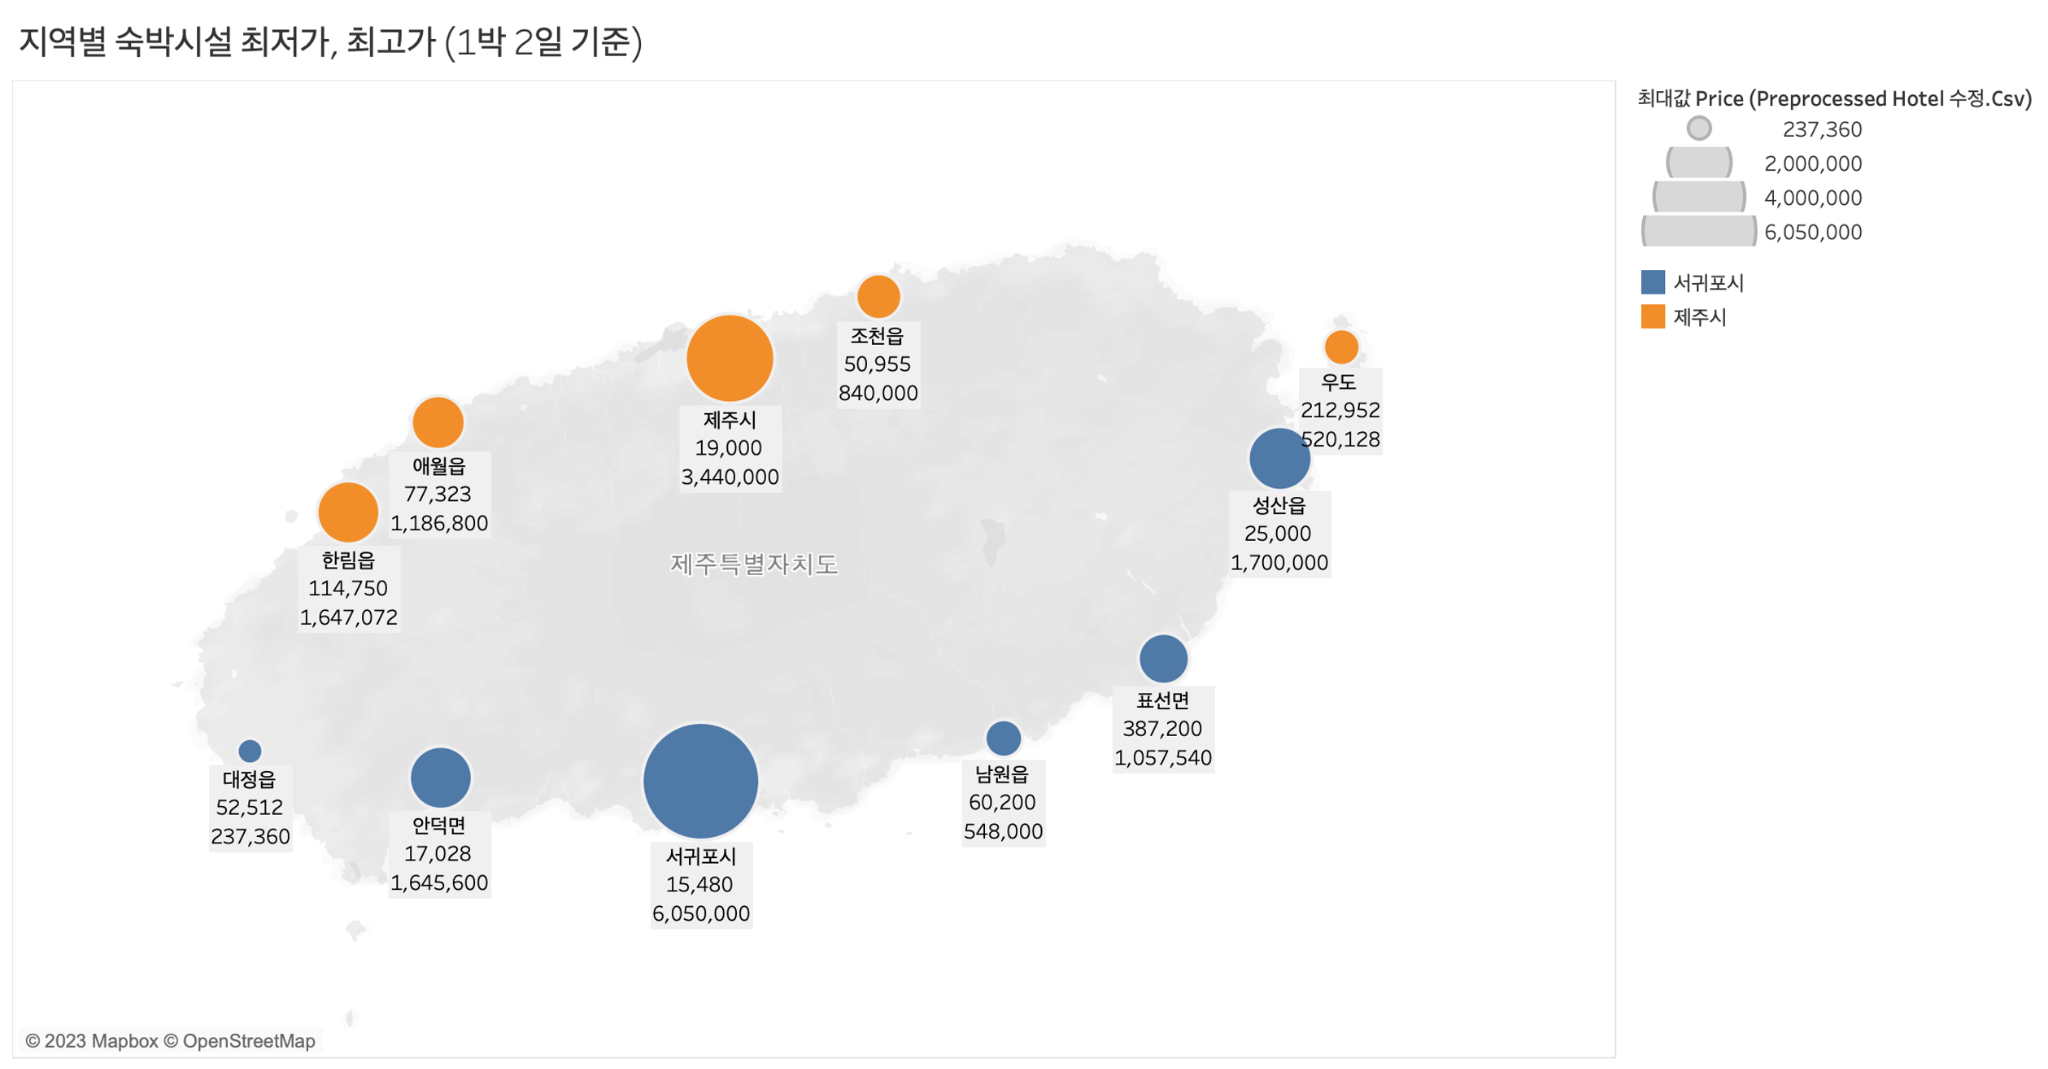 지역별 숙박시설 최저가, 최고가 (1박 2일 기준)
최대값 Price (Preprocessed Hotel 수정.Csv)
237,360
2,000,000
4,000,000
6,050,000
서귀포시
제주시
조천읍
50,955
840,000
우도
212,952
520,128
제주시
19,000
3,440,000
애월읍
77,323
1,186,800
성산읍
25,000
1,700,000
한림읍
114,750
1,647,072
제주특별자치도
표선면
387,200
1,057,540
남원읍
60,200
548,000
대정읍
52,512
237,360
안덕면
17,028
1,645,600
서귀포시
15,480
6,050,000
© 2023 Mapbox © OpenStreetMap